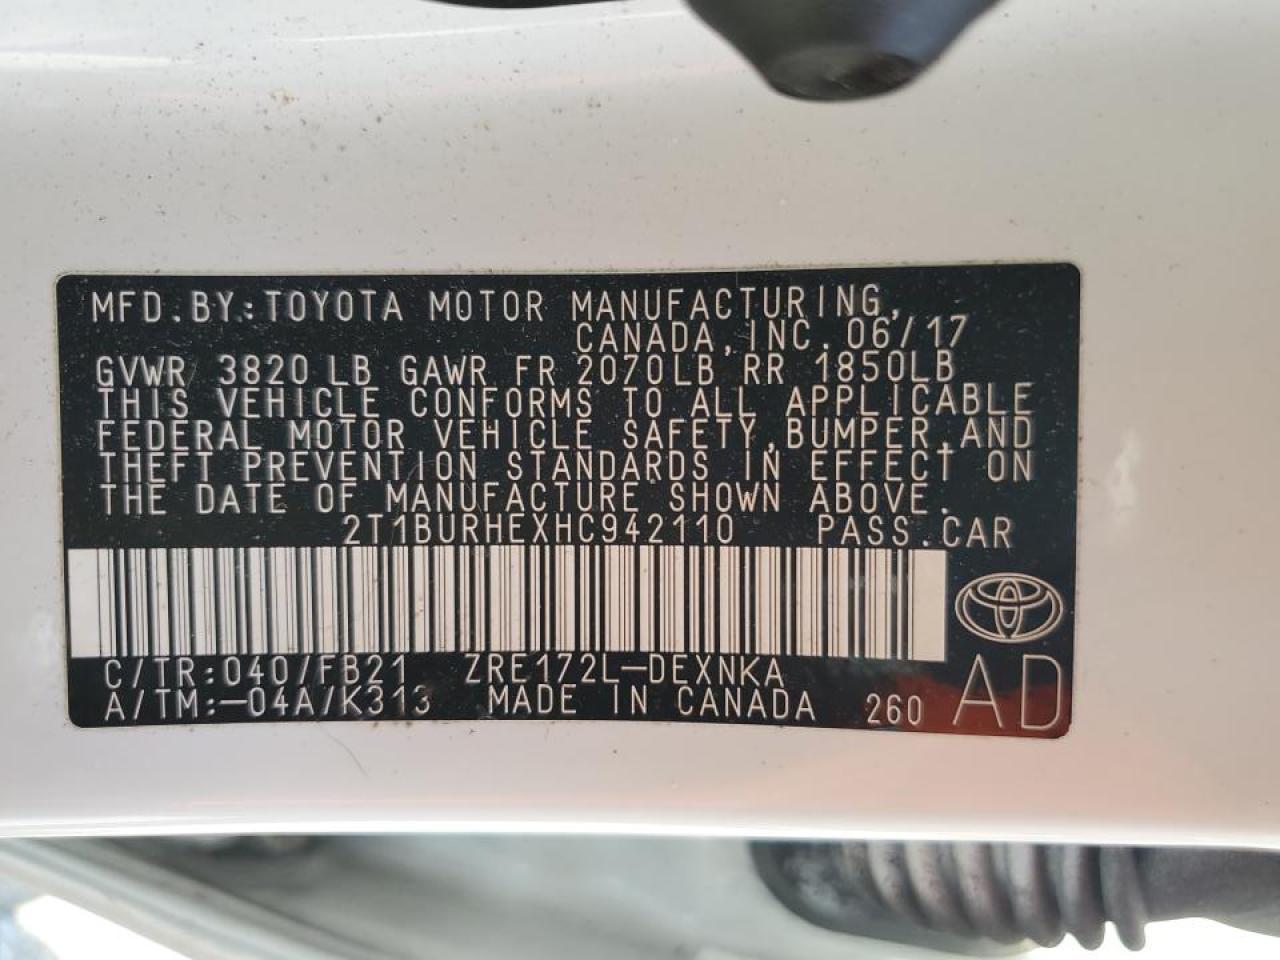 MFD.BY:TOYOTA MOTOR MANUFACTURING,
CANADA,INC.06/17
GVWR 3820LB GAWR FR 2070LB RR 1850LB
THIS VEHICLE CONFORMS TO ALL APPLICABLE
FEDERAL MOTOR VEHICLE SAFETY,BUMPER,AND
THEFT PREVENTION STANDARDS IN EFFECT ON
THE DATE OF MANUFACTURE SHOWN ABOVE.
2T1BURHEXHC942110 PASS.CAR
C/TR:040/FB21 ZRE172L-DEXNKA
A/TM:-04A/K313 MADE IN CANADA 260 AD